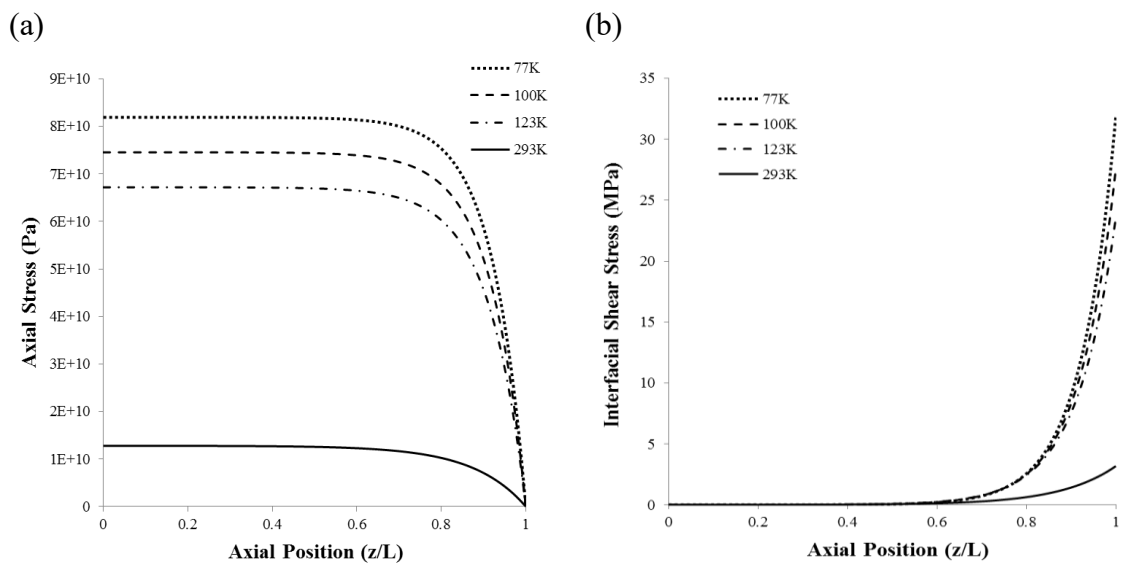 (a)
(b)
77K
100K
123K
293K
9E+10
8E+10
7E+10
6E+10
5E+10
4E+10
3E+10
2E+10
1E+10
0
0
0.2
0.4
0.6
0.8
1
Axial Stress (Pa)
Axial Position (z/L)
77K
100K
123K
293K
35
30
25
20
15
10
5
0
0
0.2
0.4
0.6
0.8
1
Interfacial Shear Stress (MPa)
Axial Position (z/L)